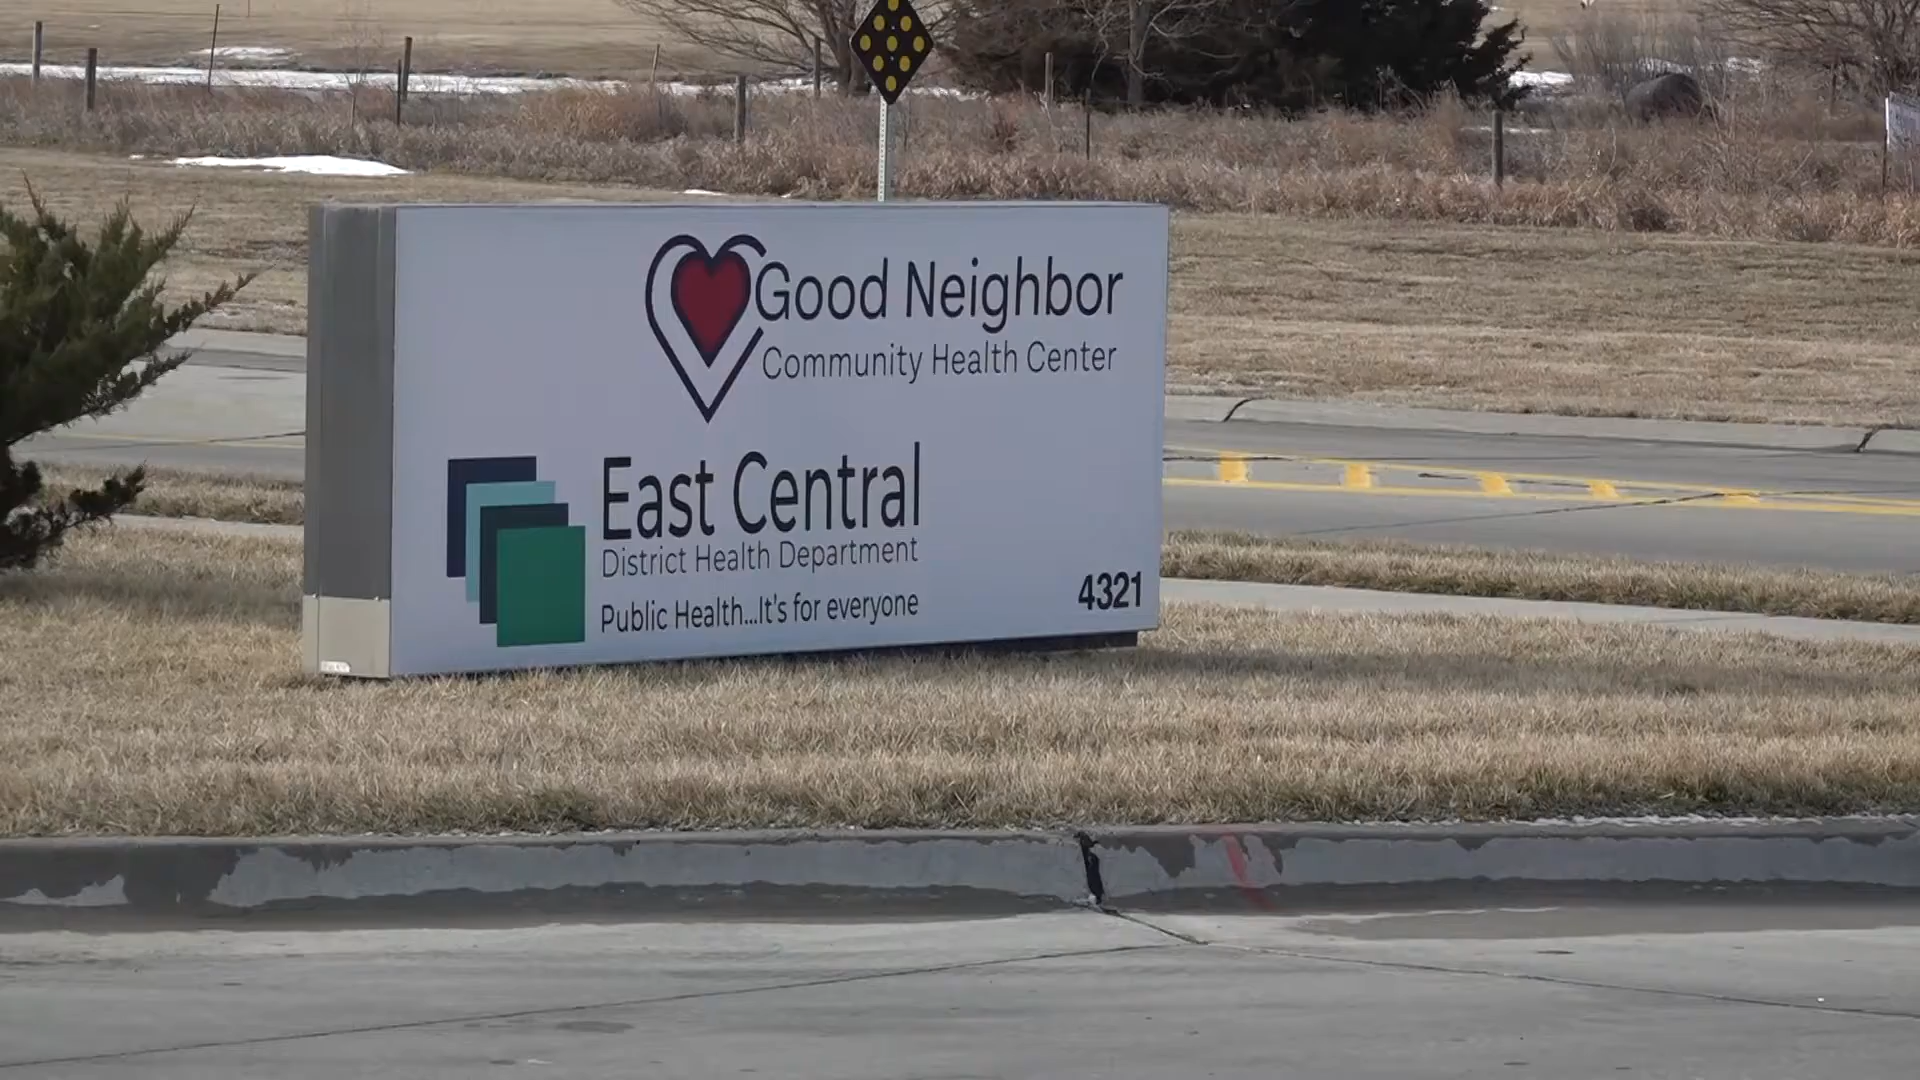 Good Neighbor
Community Health Center
East Central
District Health Department
Public Health...It's for everyone
4321